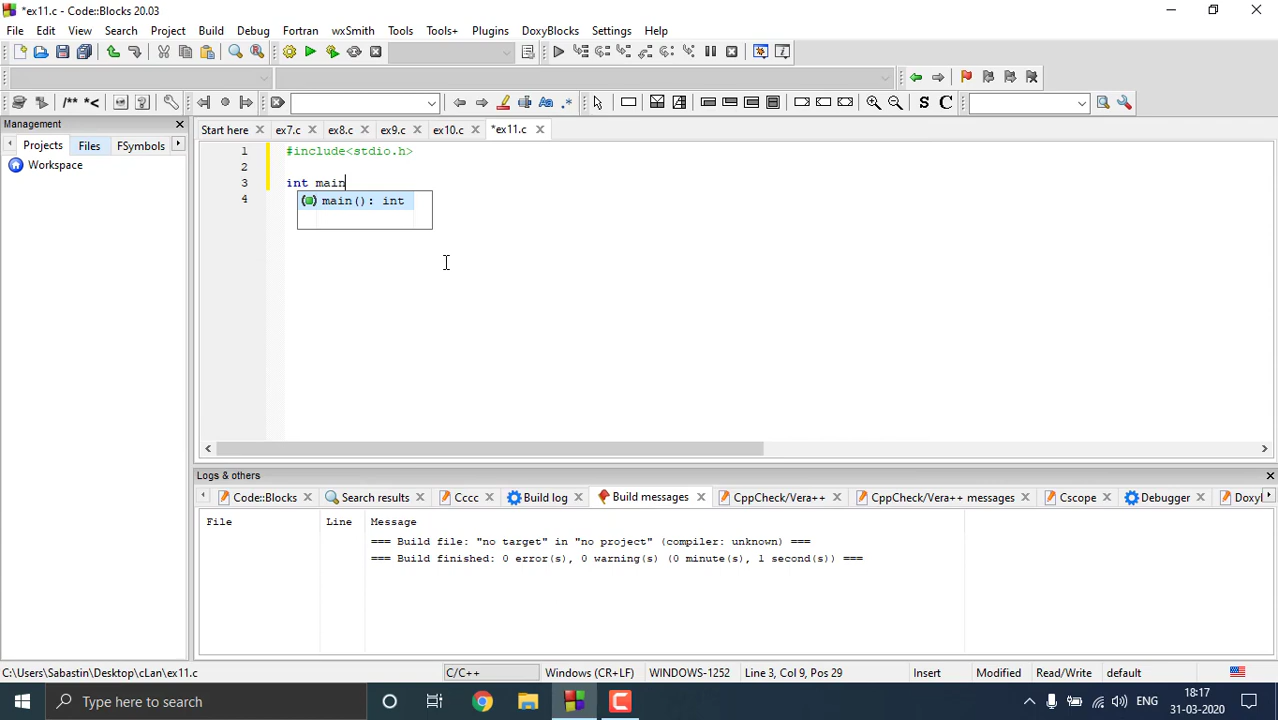 *ex11.c - Code::Blocks 20.03
File Edit View Search Project Build Debug Fortran wxSmith Tools Tools+ Plugins DoxyBlocks Settings Help
/** *<
S C
Management
Projects Files FSymbols
Workspace
Start here ex7.c ex8.c ex9.c ex10.c *ex11.c
1 #include<stdio.h>
2
3 int main
4 main(): int
Logs & others
Code::Blocks Search results Cccc Build log Build messages CppCheck/Vera++ CppCheck/Vera++ messages Cscope Debugger Doxyl
File Line Message
=== Build file: "no target" in "no project" (compiler: unknown) ===
=== Build finished: 0 error(s), 0 warning(s) (0 minute(s), 1 second(s)) ===
C:\Users\Sabastin\Desktop\cLan\ex11.c C/C++ Windows (CR+LF) WINDOWS-1252 Line 3, Col 9, Pos 29 Insert Modified Read/Write default
Type here to search
ENG
18:17
31-03-2020